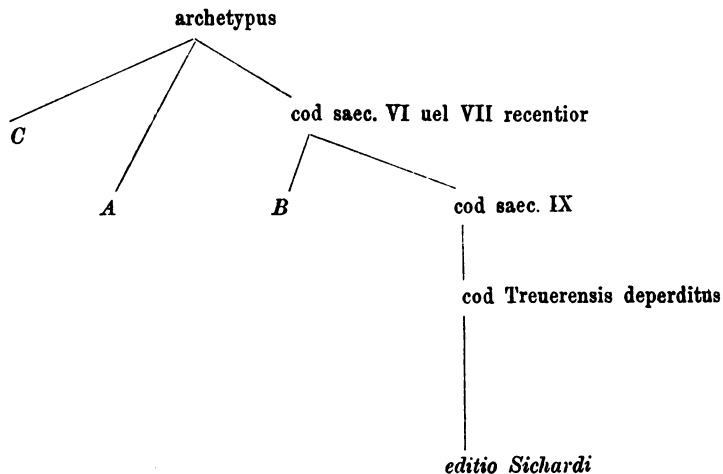 archetypus
cod saec. VI uel VII recentior
C
A
B
cod saec. IX
cod Treuerensis deperditus
editio Sichardi